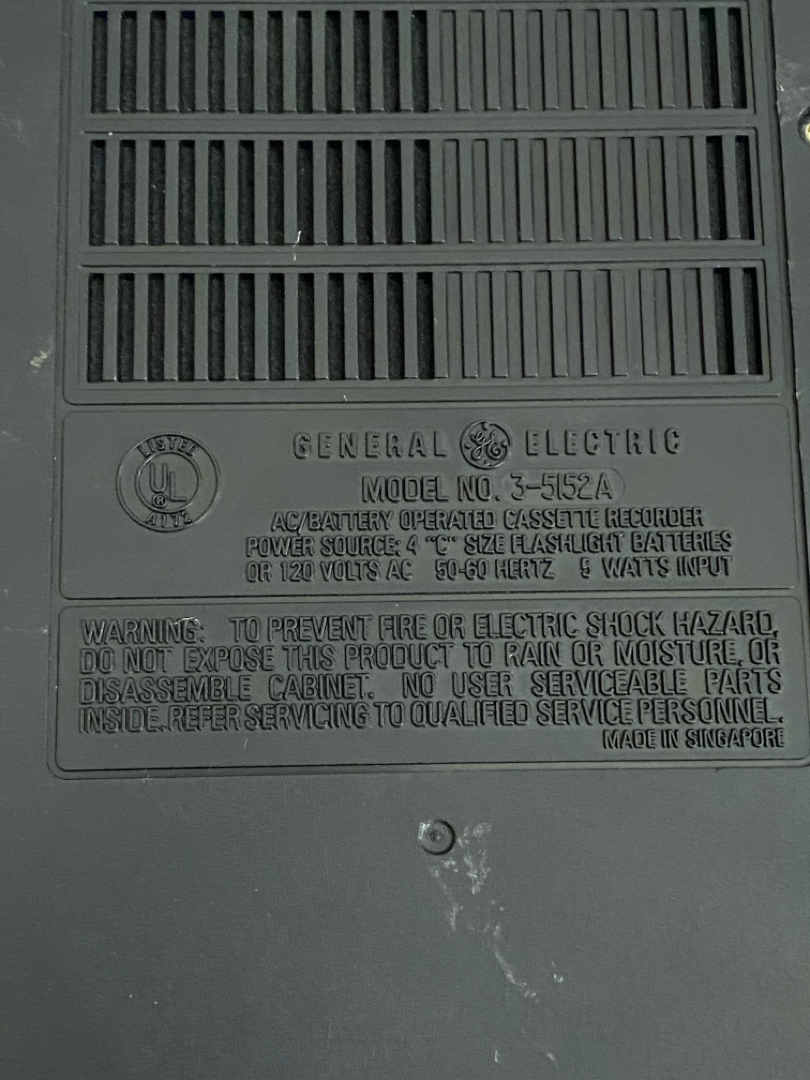 LISTED
UL
®
A172
GENERAL GE ELECTRIC
MODEL NO. 3-5152A
AC/BATTERY OPERATED CASSETTE RECORDER
POWER SOURCE: 4 "C" SIZE FLASHLIGHT BATTERIES
OR 120 VOLTS AC 50-60 HERTZ 5 WATTS INPUT
WARNING: TO PREVENT FIRE OR ELECTRIC SHOCK HAZARD,
DO NOT EXPOSE THIS PRODUCT TO RAIN OR MOISTURE, OR
DISASSEMBLE CABINET. NO USER SERVICEABLE PARTS
INSIDE. REFER SERVICING TO QUALIFIED SERVICE PERSONNEL.
MADE IN SINGAPORE